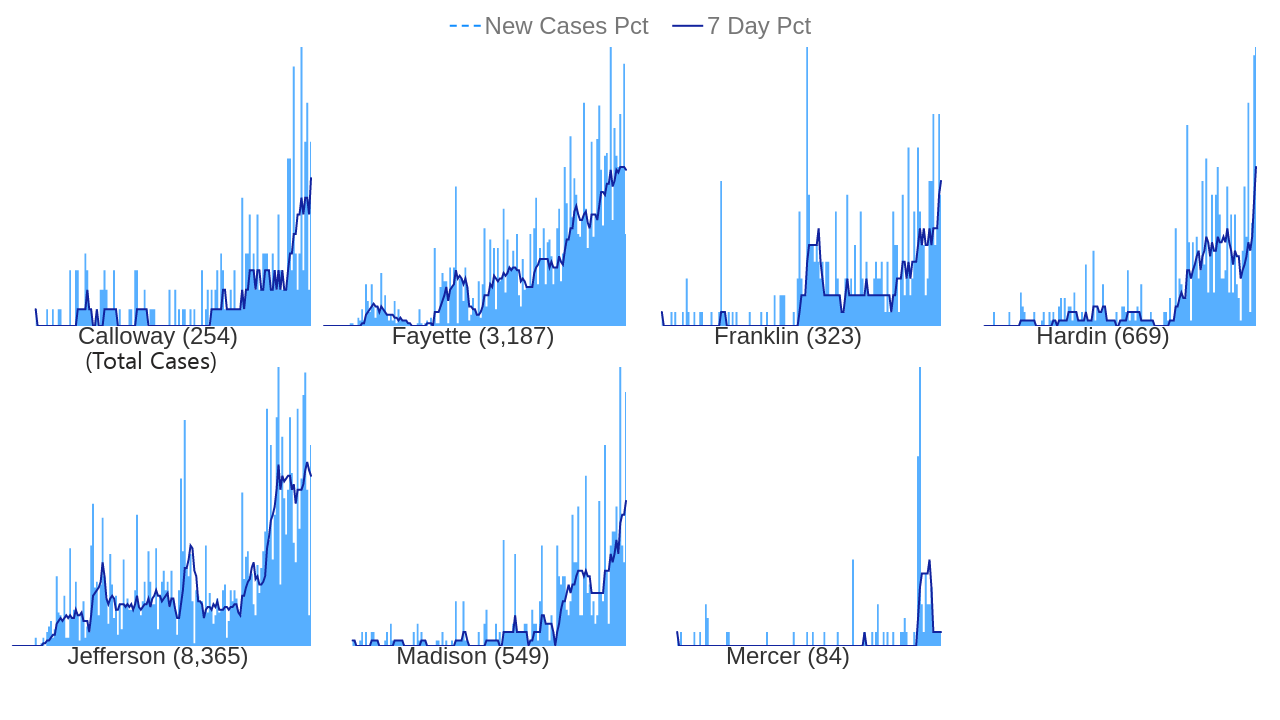 New Cases Pct 7 Day Pct
Calloway (254) Fayette (3,187) Franklin (323) Hardin (669)
(Total Cases)
Jefferson (8,365) Madison (549) Mercer (84)